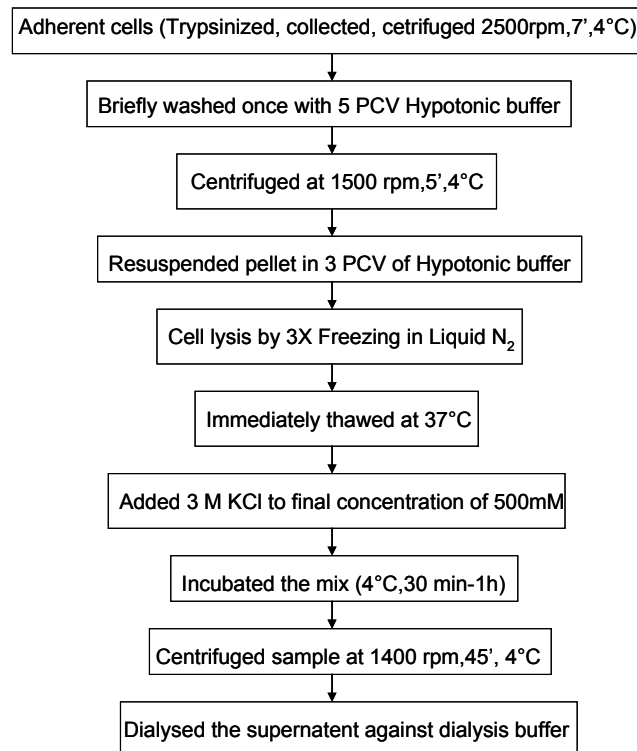 Adherent cells (Trypsinized, collected, cetrifuged 2500rpm,7',4°C)
Briefly washed once with 5 PCV Hypotonic buffer
Centrifuged at 1500 rpm,5',4°C
Resuspended pellet in 3 PCV of Hypotonic buffer
Cell lysis by 3X Freezing in Liquid N₂
Immediately thawed at 37°C
Added 3 M KCl to final concentration of 500mM
Incubated the mix (4°C,30 min-1h)
Centrifuged sample at 1400 rpm,45', 4°C
Dialysed the supernatent against dialysis buffer